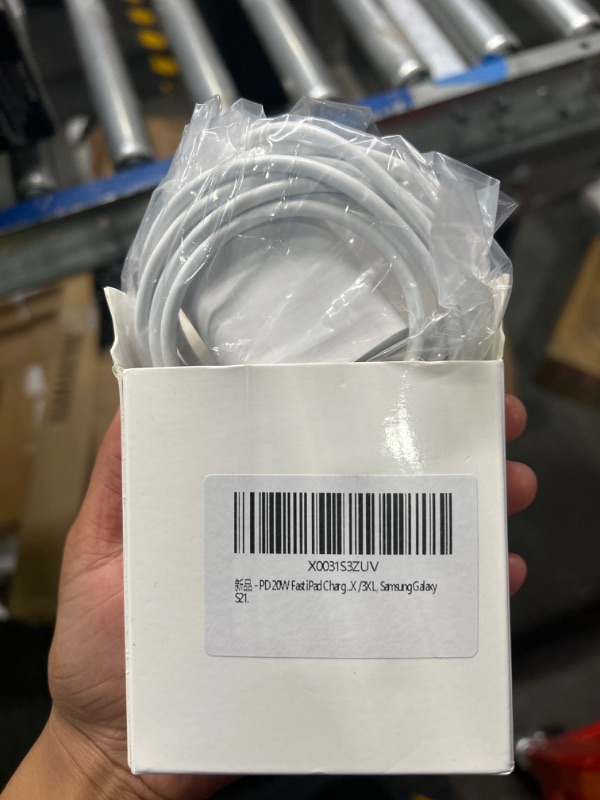 X0031S3ZUV
新品 - PD 20W Fast iPad Charg...X /3XL, Samsung Galaxy
S21.